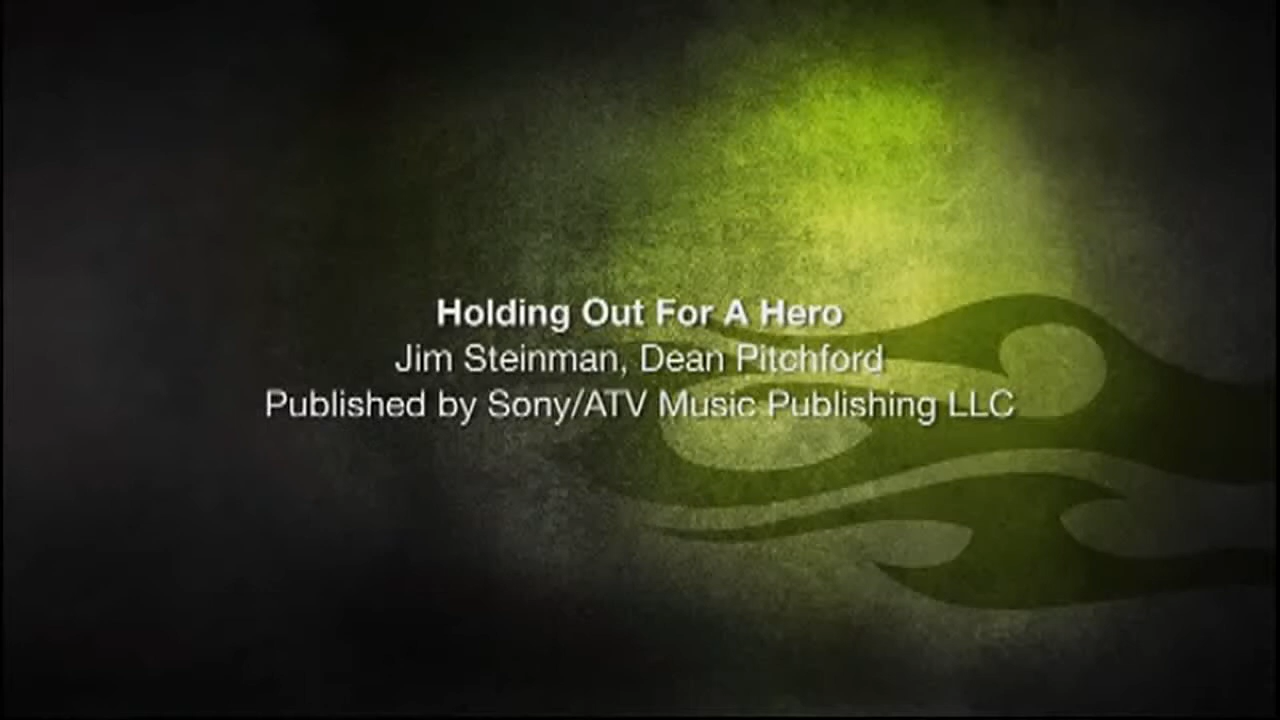 Holding Out For A Hero
Jim Steinman, Dean Pitchford
Published by Sony/ATV Music Publishing LLC